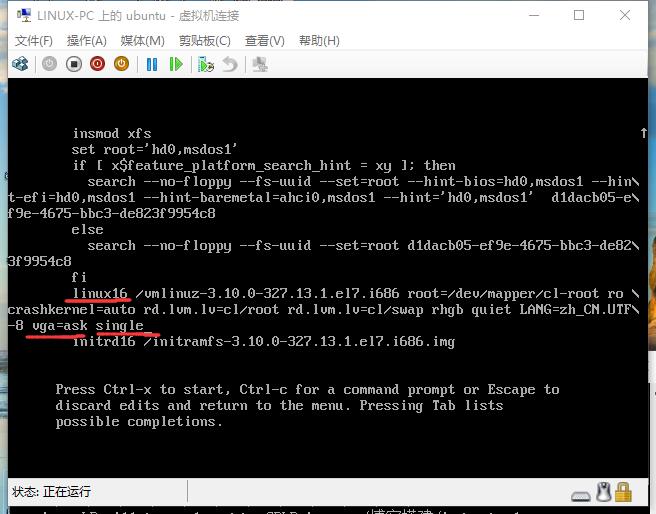 LINUX-PC 上的 ubuntu - 虚拟机连接
文件(F) 操作(A) 媒体(M) 剪贴板(C) 查看(V) 帮助(H)
insmod xfs
set root='hd0,msdos1'
if [ x$feature_platform_search_hint = xy ]; then
search --no-floppy --fs-uuid --set=root --hint-bios=hd0,msdos1 --hin\
t-efi=hd0,msdos1 --hint-baremetal=ahci0,msdos1 --hint='hd0,msdos1'  d1dacb05-e\
f9e-4675-bbc3-de823f9954c8
else
search --no-floppy --fs-uuid --set=root d1dacb05-ef9e-4675-bbc3-de82\
3f9954c8
fi
linux16 /vmlinuz-3.10.0-327.13.1.el7.i686 root=/dev/mapper/cl-root ro \
crashkernel=auto rd.lvm.lv=cl/root rd.lvm.lv=cl/swap rhgb quiet LANG=zh_CN.UTF\
-8 vga=ask single_
initrd16 /initramfs-3.10.0-327.13.1.el7.i686.img
Press Ctrl-x to start, Ctrl-c for a command prompt or Escape to
discard edits and return to the menu. Pressing Tab lists
possible completions.
状态: 正在运行